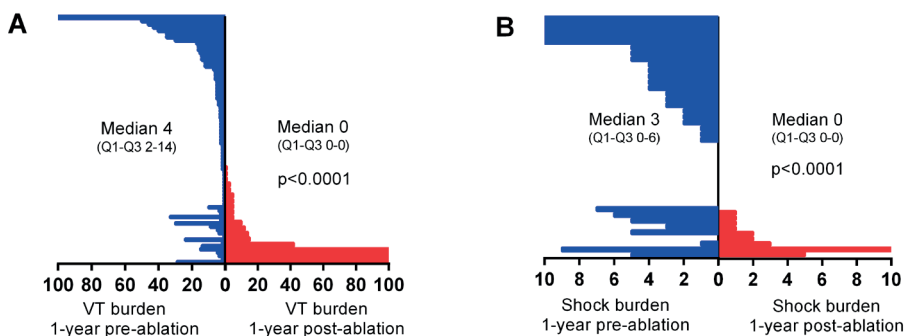 A
Median 4
(Q1-Q3 2-14)
Median 0
(Q1-Q3 0-0)
p<0.0001
100 80 60 40 20 0 20 40 60 80 100
VT burden
1-year pre-ablation
VT burden
1-year post-ablation
B
Median 3
(Q1-Q3 0-6)
Median 0
(Q1-Q3 0-0)
p<0.0001
10 8 6 4 2 0 2 4 6 8 10
Shock burden
1-year pre-ablation
Shock burden
1-year post-ablation